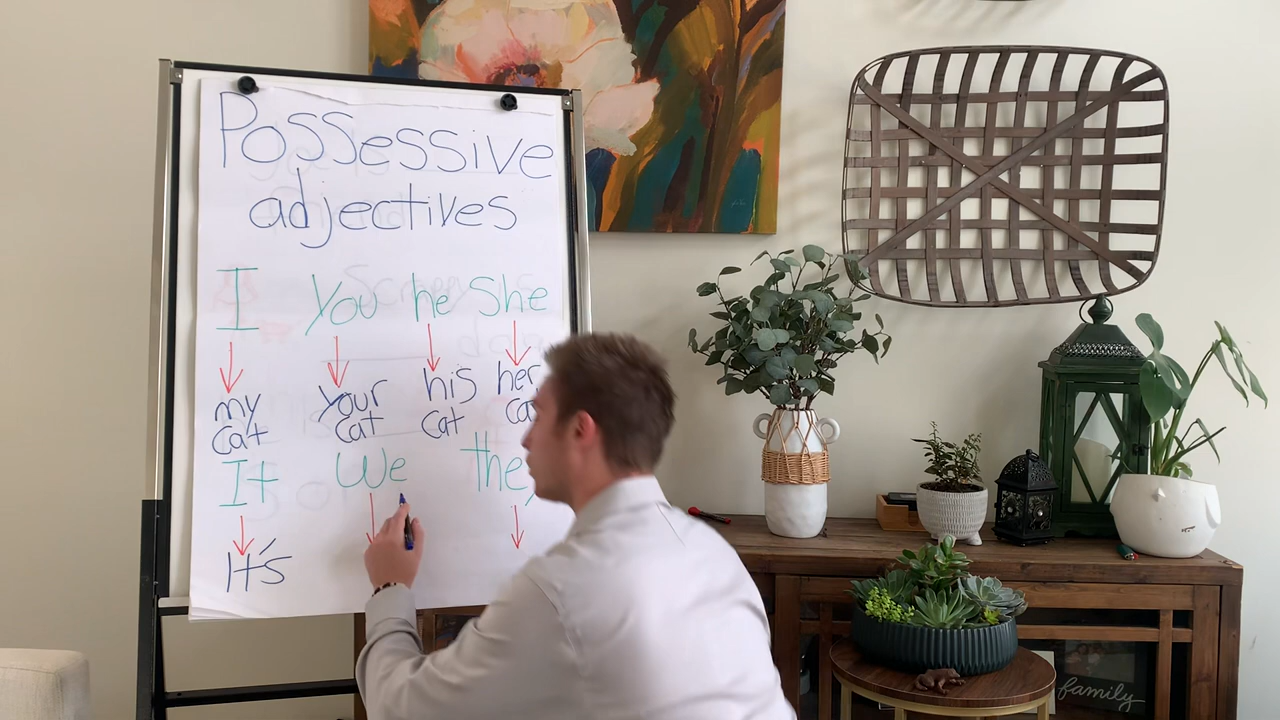 Possessive
adjectives
I You he She
my your his her
cat cat cat
It We they
It's
family